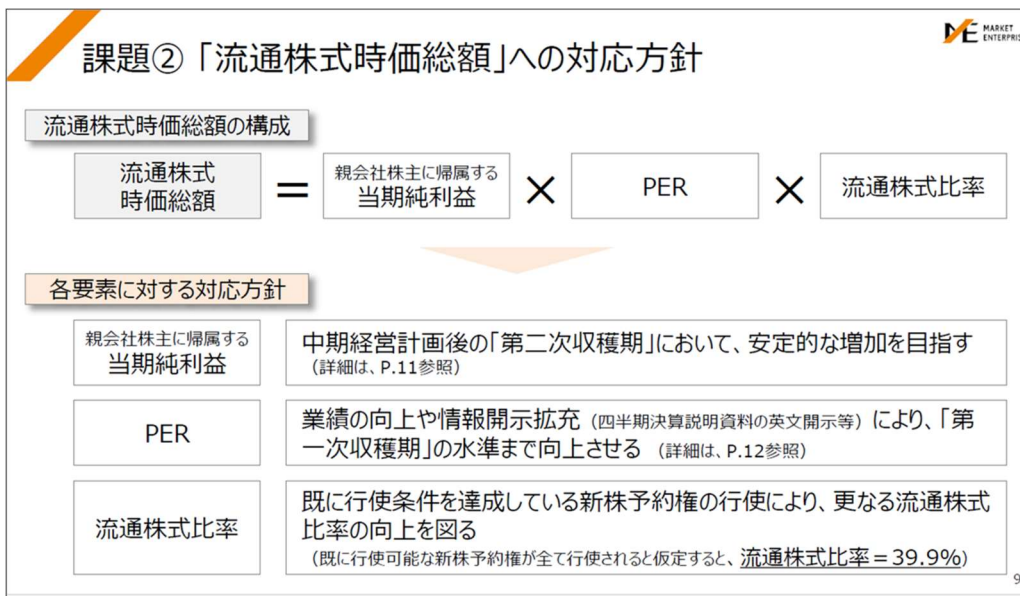 課題②「流通株式時価総額」への対応方針
MARKET
流通株式時価総額の構成
流通株式
時価総額
=
親会社株主に帰属する
当期純利益
×
PER
×
流通株式比率
各要素に対する対応方針
親会社株主に帰属する
当期純利益
中期経営計画後の「第二次収穫期」において、安定的な増加を目指す
（詳細は、P.11参照）
PER
業績の向上や情報開示拡充（四半期決算説明資料の英文開示等）により、「第
一次収穫期」の水準まで向上させる（詳細は、P.12参照）
流通株式比率
既に行使条件を達成している新株予約権の行使により、更なる流通株式
比率の向上を図る
（既に行使可能な新株予約権が全て行使されると仮定すると、流通株式比率＝39.9%）
9